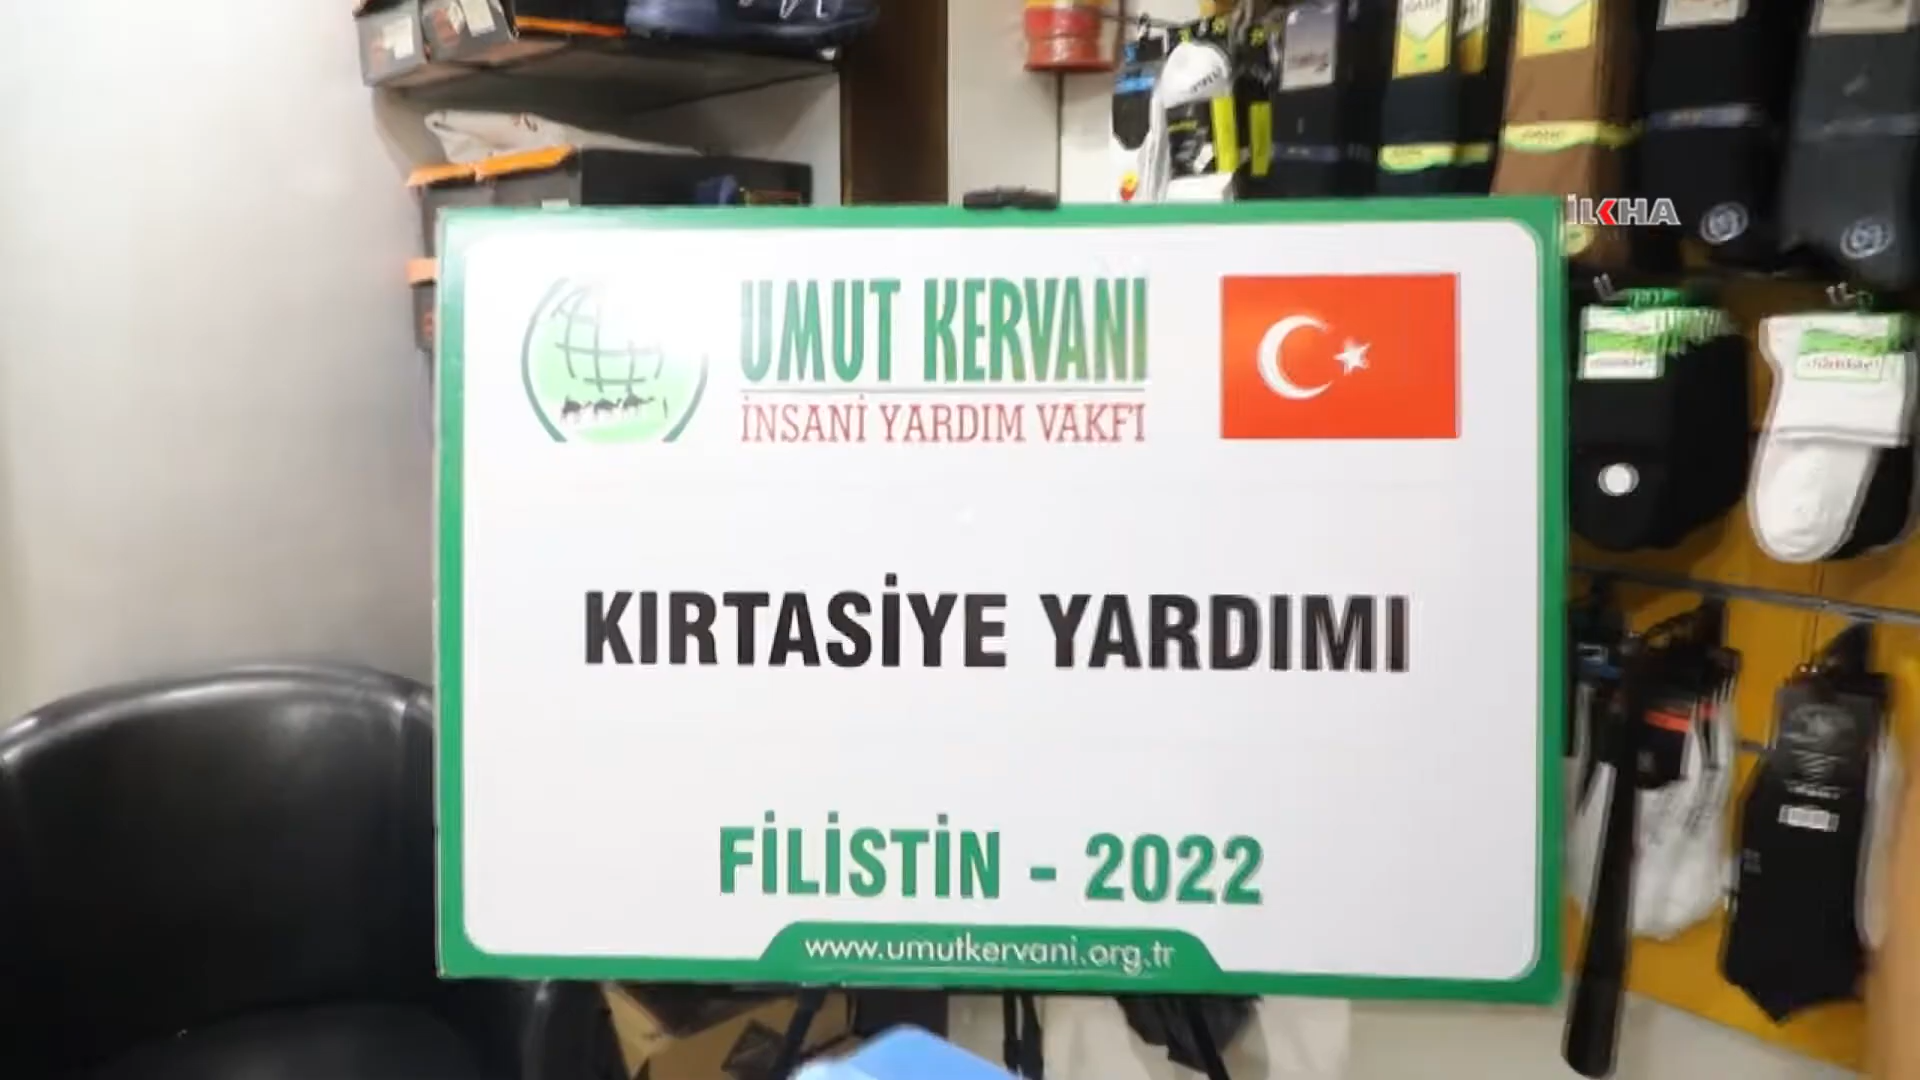 İLKHA
UMUT KERVANI
İNSANİ YARDIM VAKFI
KIRTASİYE YARDIMI
FİLİSTİN - 2022
www.umutkervani.org.tr